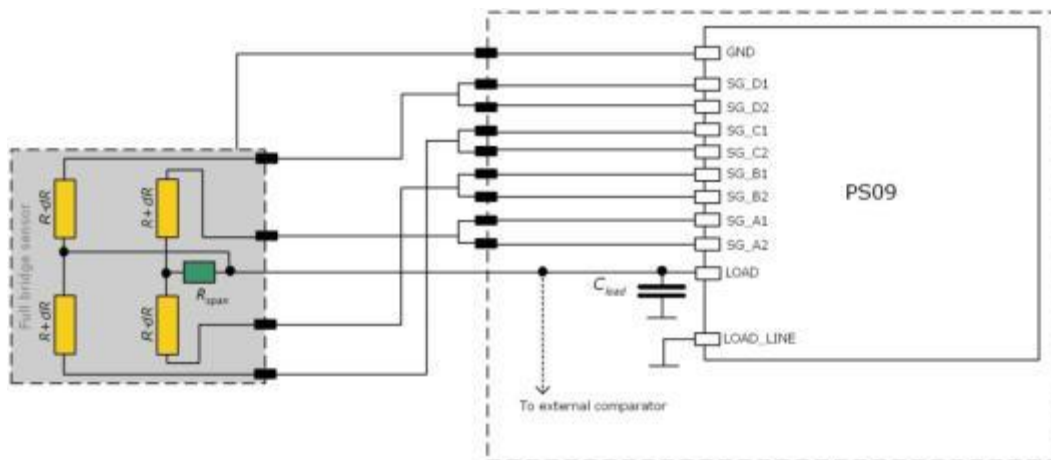 GND
SG_D1
SG_D2
SG_C1
SG_C2
SG_B1
SG_B2
SG_A1
SG_A2
LOAD
LOAD_LINE
PS09
Full bridge sensor
R-dR
R+dR
R+dR
R-dR
Rspan
Cload
To external comparator